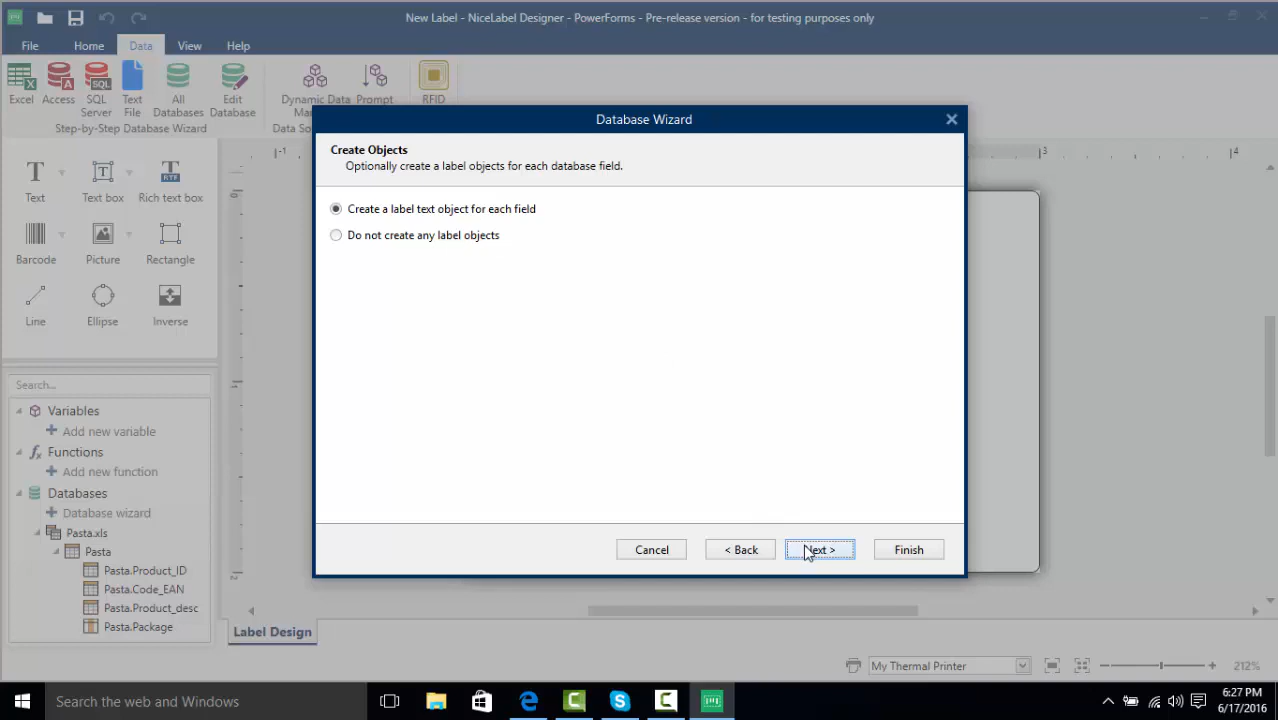 New Label - NiceLabel Designer - PowerForms - Pre-release version - for testing purposes only
File Home Data View Help
Excel Access SQL Server Text File All Databases Edit Database Dynamic Data Prompt RFID
Step-by-Step Database Wizard
Database Wizard
Create Objects
Optionally create a label objects for each database field.
Create a label text object for each field
Do not create any label objects
Cancel < Back Next > Finish
Text Text box Rich text box
Barcode Picture Rectangle
Line Ellipse Inverse
Search...
Variables
Add new variable
Functions
Add new function
Databases
Database wizard
Pasta.xls
Pasta
Pasta.Product_ID
Pasta.Code_EAN
Pasta.Product_desc
Pasta.Package
Label Design
My Thermal Printer 212%
Search the web and Windows
6:27 PM
6/17/2016